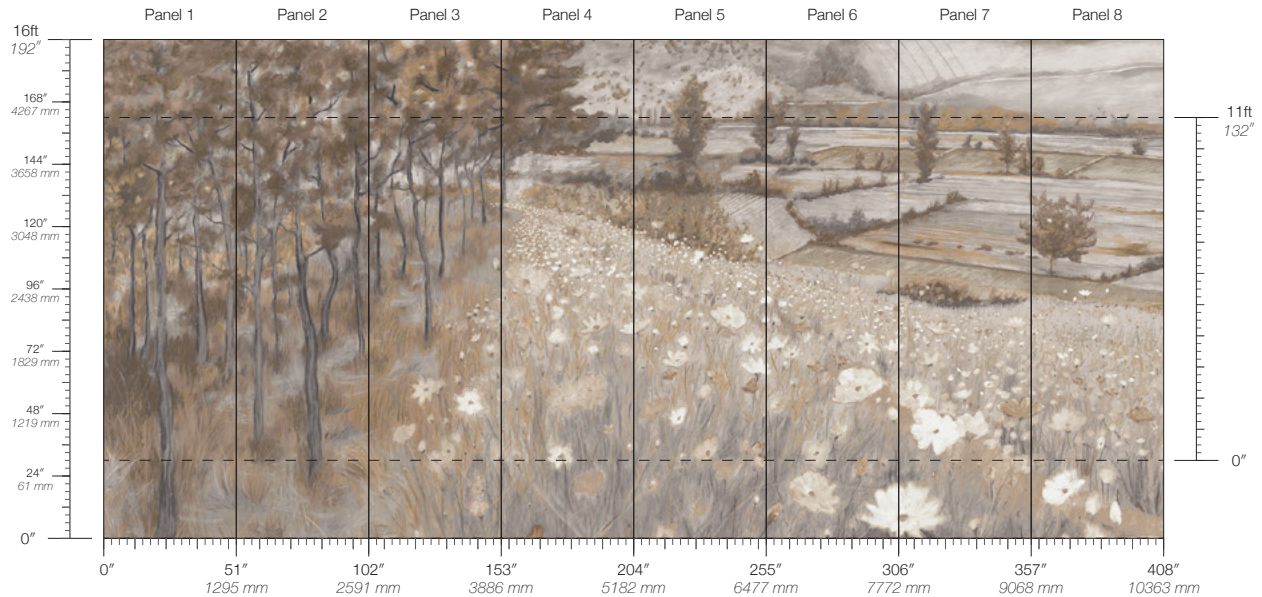 Panel 1 Panel 2 Panel 3 Panel 4 Panel 5 Panel 6 Panel 7 Panel 8
16ft
192″
168″
4267 mm
11ft
132″
144″
3658 mm
120″
3048 mm
96″
2438 mm
72″
1829 mm
48″
1219 mm
24″
61 mm
0″
0″
0″ 51″ 102″ 153″ 204″ 255″ 306″ 357″ 408″
1295 mm 2591 mm 3886 mm 5182 mm 6477 mm 7772 mm 9068 mm 10363 mm